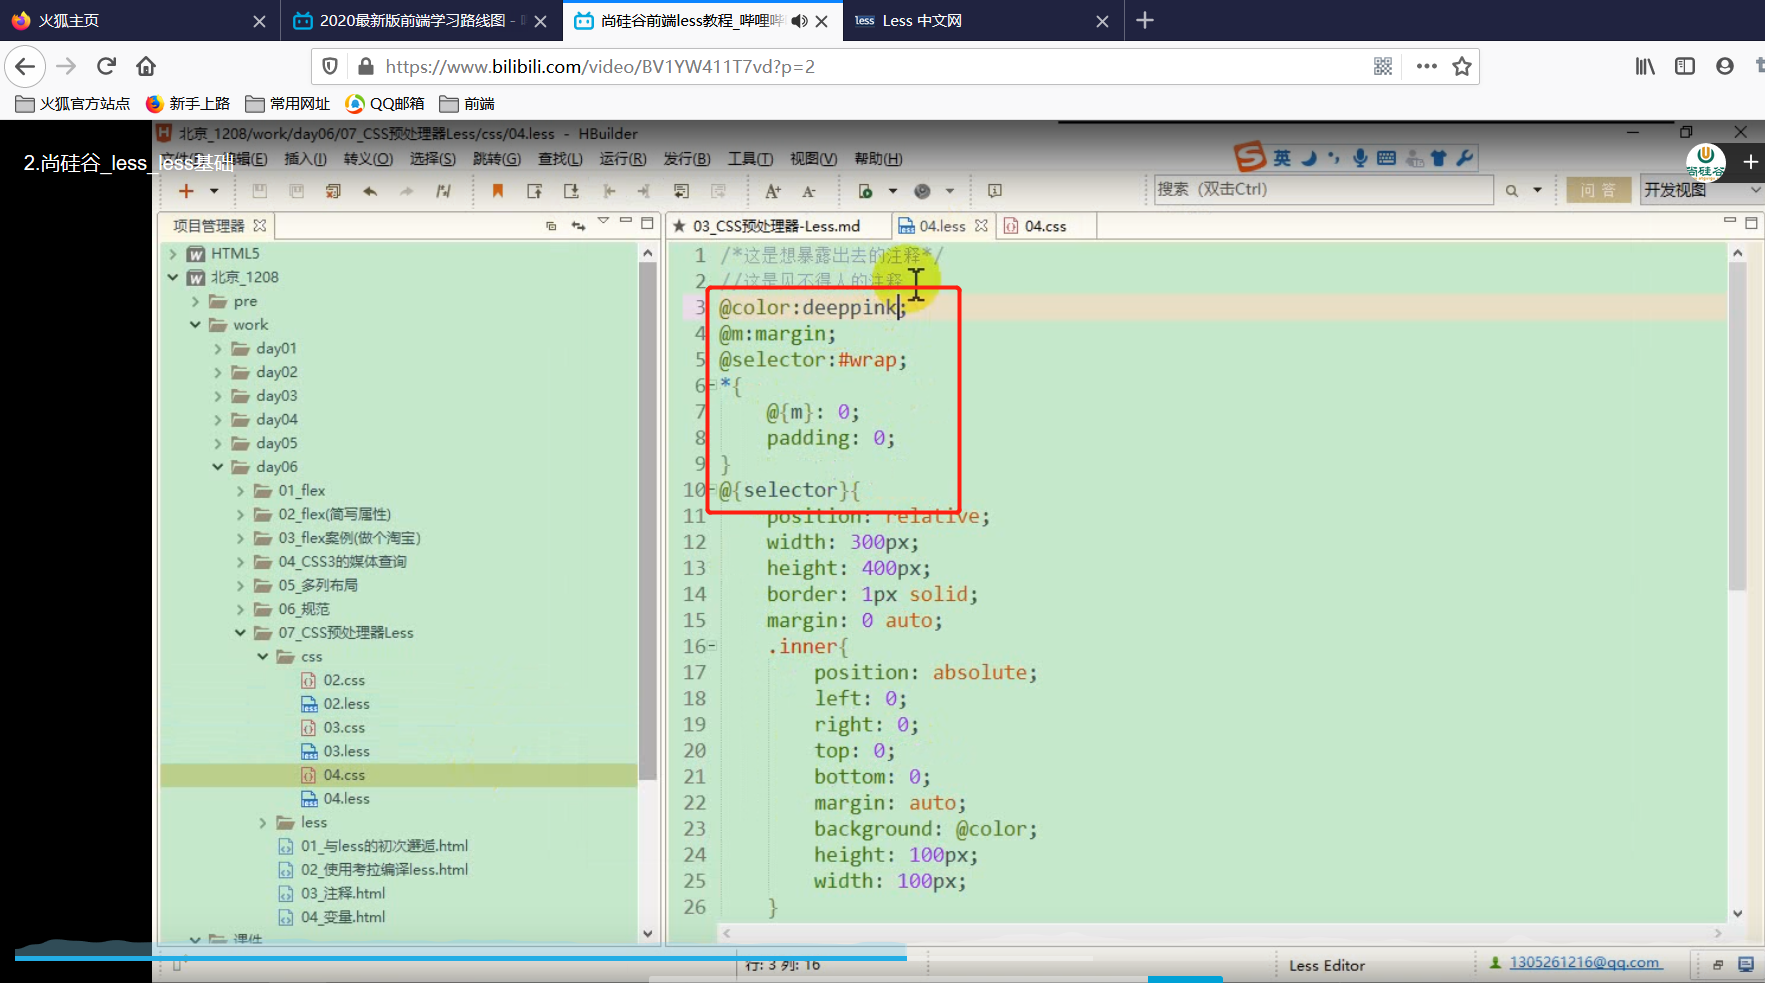 火狐主页
2020最新版前端学习路线图 -
尚硅谷前端less教程_哔哩哔
less Less 中文网
https://www.bilibili.com/video/BV1YW411T7vd?p=2
火狐官方站点 新手上路 常用网址 QQ邮箱 前端
北京_1208/work/day06/07_CSS预处理器Less/css/04.less - HBuilder
2.尚硅谷_less_less基础
编辑(E) 插入(I) 转义(O) 选择(S) 跳转(G) 查找(L) 运行(R) 发行(B) 工具(T) 视图(V) 帮助(H)
英
尚硅谷
搜索 (双击Ctrl)
问答
开发视图
项目管理器
03_CSS预处理器-Less.md
04.less
04.css
HTML5
北京_1208
pre
work
day01
day02
day03
day04
day05
day06
01_flex
02_flex(简写属性)
03_flex案例(做个淘宝)
04_CSS3的媒体查询
05_多列布局
06_规范
07_CSS预处理器Less
css
02.css
02.less
03.css
03.less
04.css
04.less
less
01_与less的初次邂逅.html
02_使用考拉编译less.html
03_注释.html
04_变量.html
课件
1 /*这是想暴露出去的注释*/
2 //这是见不得人的注释
3 @color:deeppink;
4 @m:margin;
5 @selector:#wrap;
6 *{
7 @{m}: 0;
8 padding: 0;
9 }
10 @{selector}{
11 position: relative;
12 width: 300px;
13 height: 400px;
14 border: 1px solid;
15 margin: 0 auto;
16 .inner{
17 position: absolute;
18 left: 0;
19 right: 0;
20 top: 0;
21 bottom: 0;
22 margin: auto;
23 background: @color;
24 height: 100px;
25 width: 100px;
26 }
行: 3 列: 16
Less Editor
1305261216@qq.com